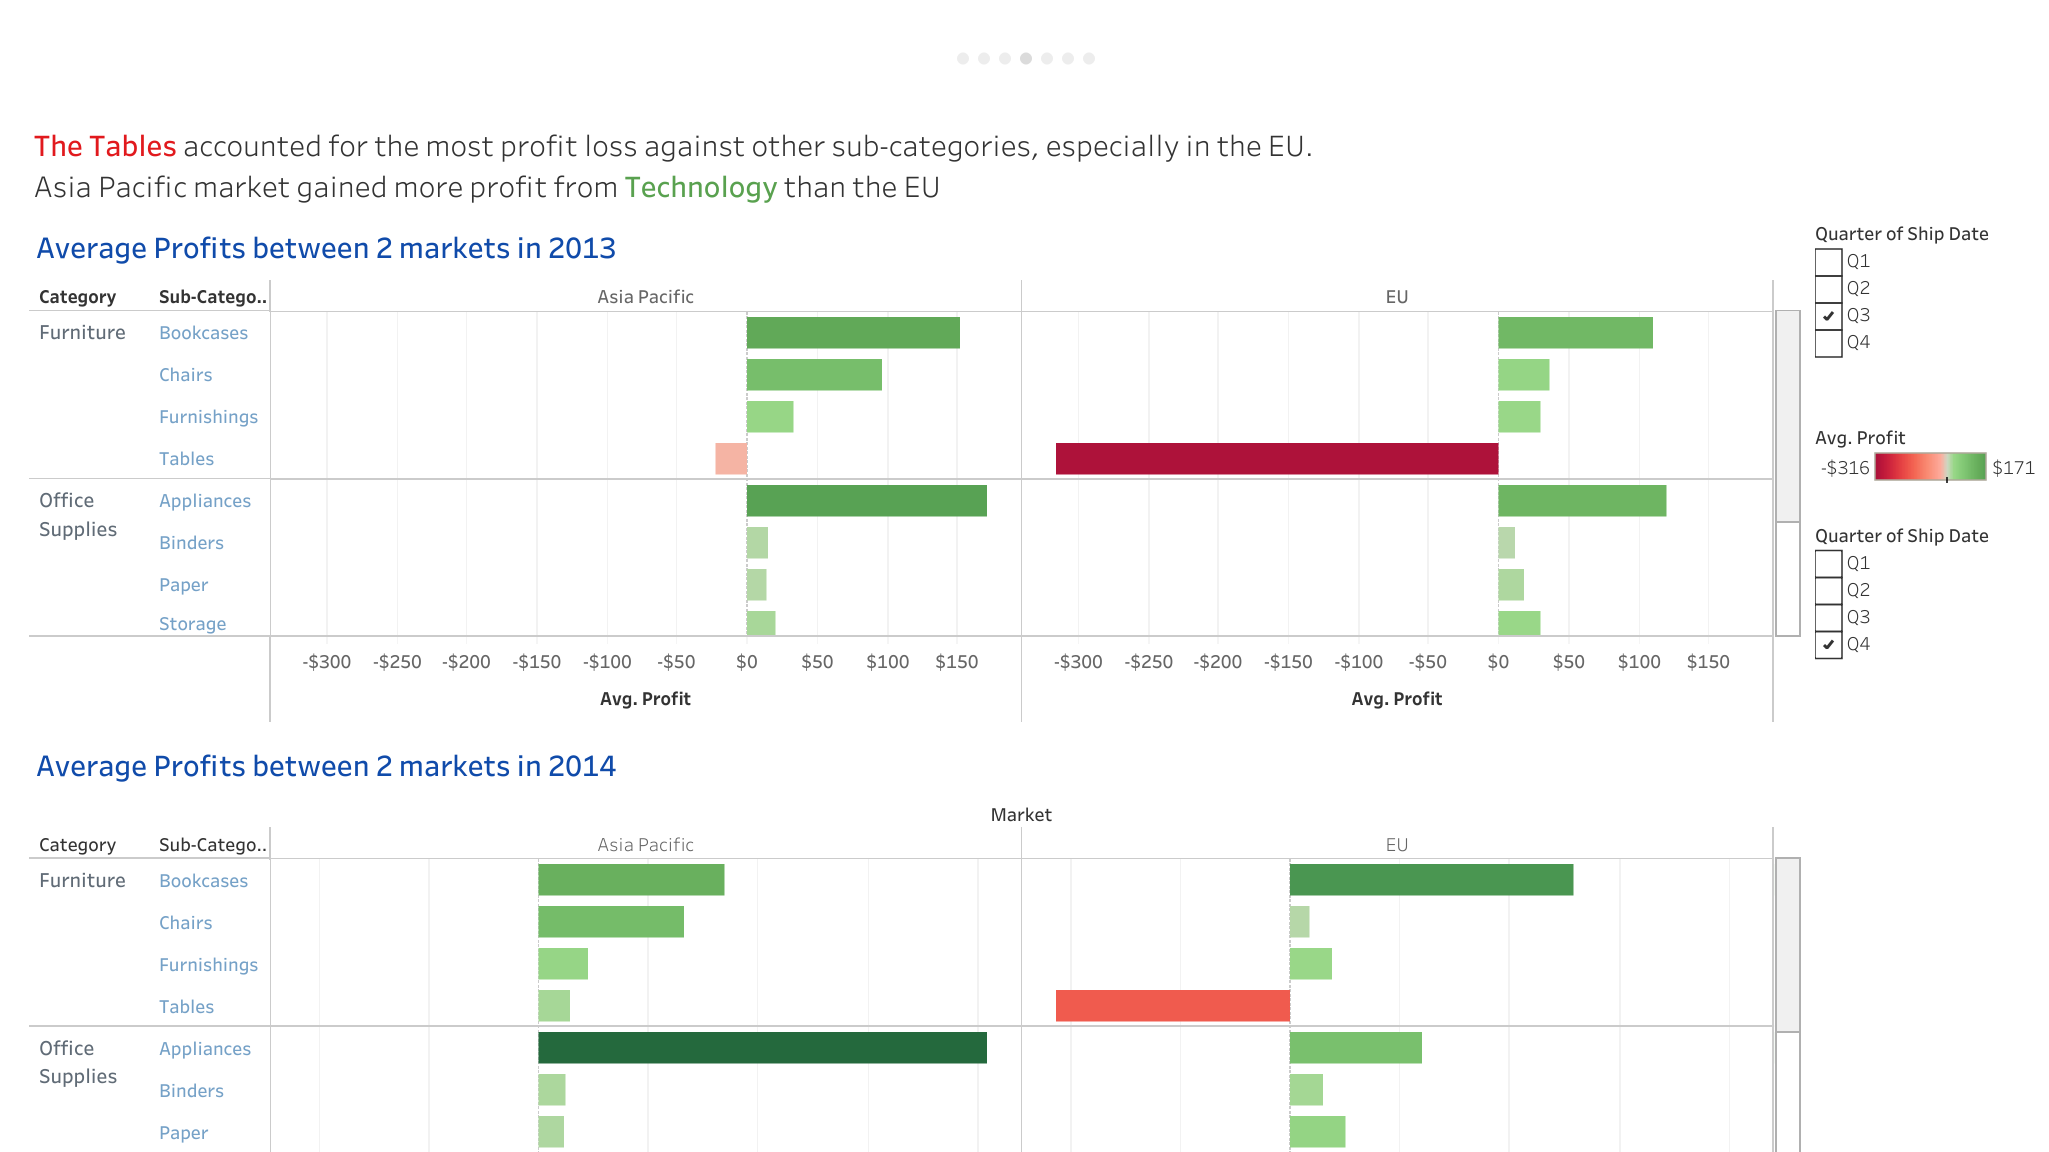 The Tables accounted for the most profit loss against other sub-categories, especially in the EU.
Asia Pacific market gained more profit from Technology than the EU
Average Profits between 2 markets in 2013
Category Sub-Catego.. Asia Pacific EU
Furniture Bookcases
Chairs
Furnishings
Tables
Office Supplies Appliances
Binders
Paper
Storage
-$300 -$250 -$200 -$150 -$100 -$50 $0 $50 $100 $150 -$300 -$250 -$200 -$150 -$100 -$50 $0 $50 $100 $150
Avg. Profit Avg. Profit
Quarter of Ship Date
Q1
Q2
Q3
Q4
Avg. Profit
-$316 $171
Quarter of Ship Date
Q1
Q2
Q3
Q4
Average Profits between 2 markets in 2014
Market
Category Sub-Catego.. Asia Pacific EU
Furniture Bookcases
Chairs
Furnishings
Tables
Office Supplies Appliances
Binders
Paper